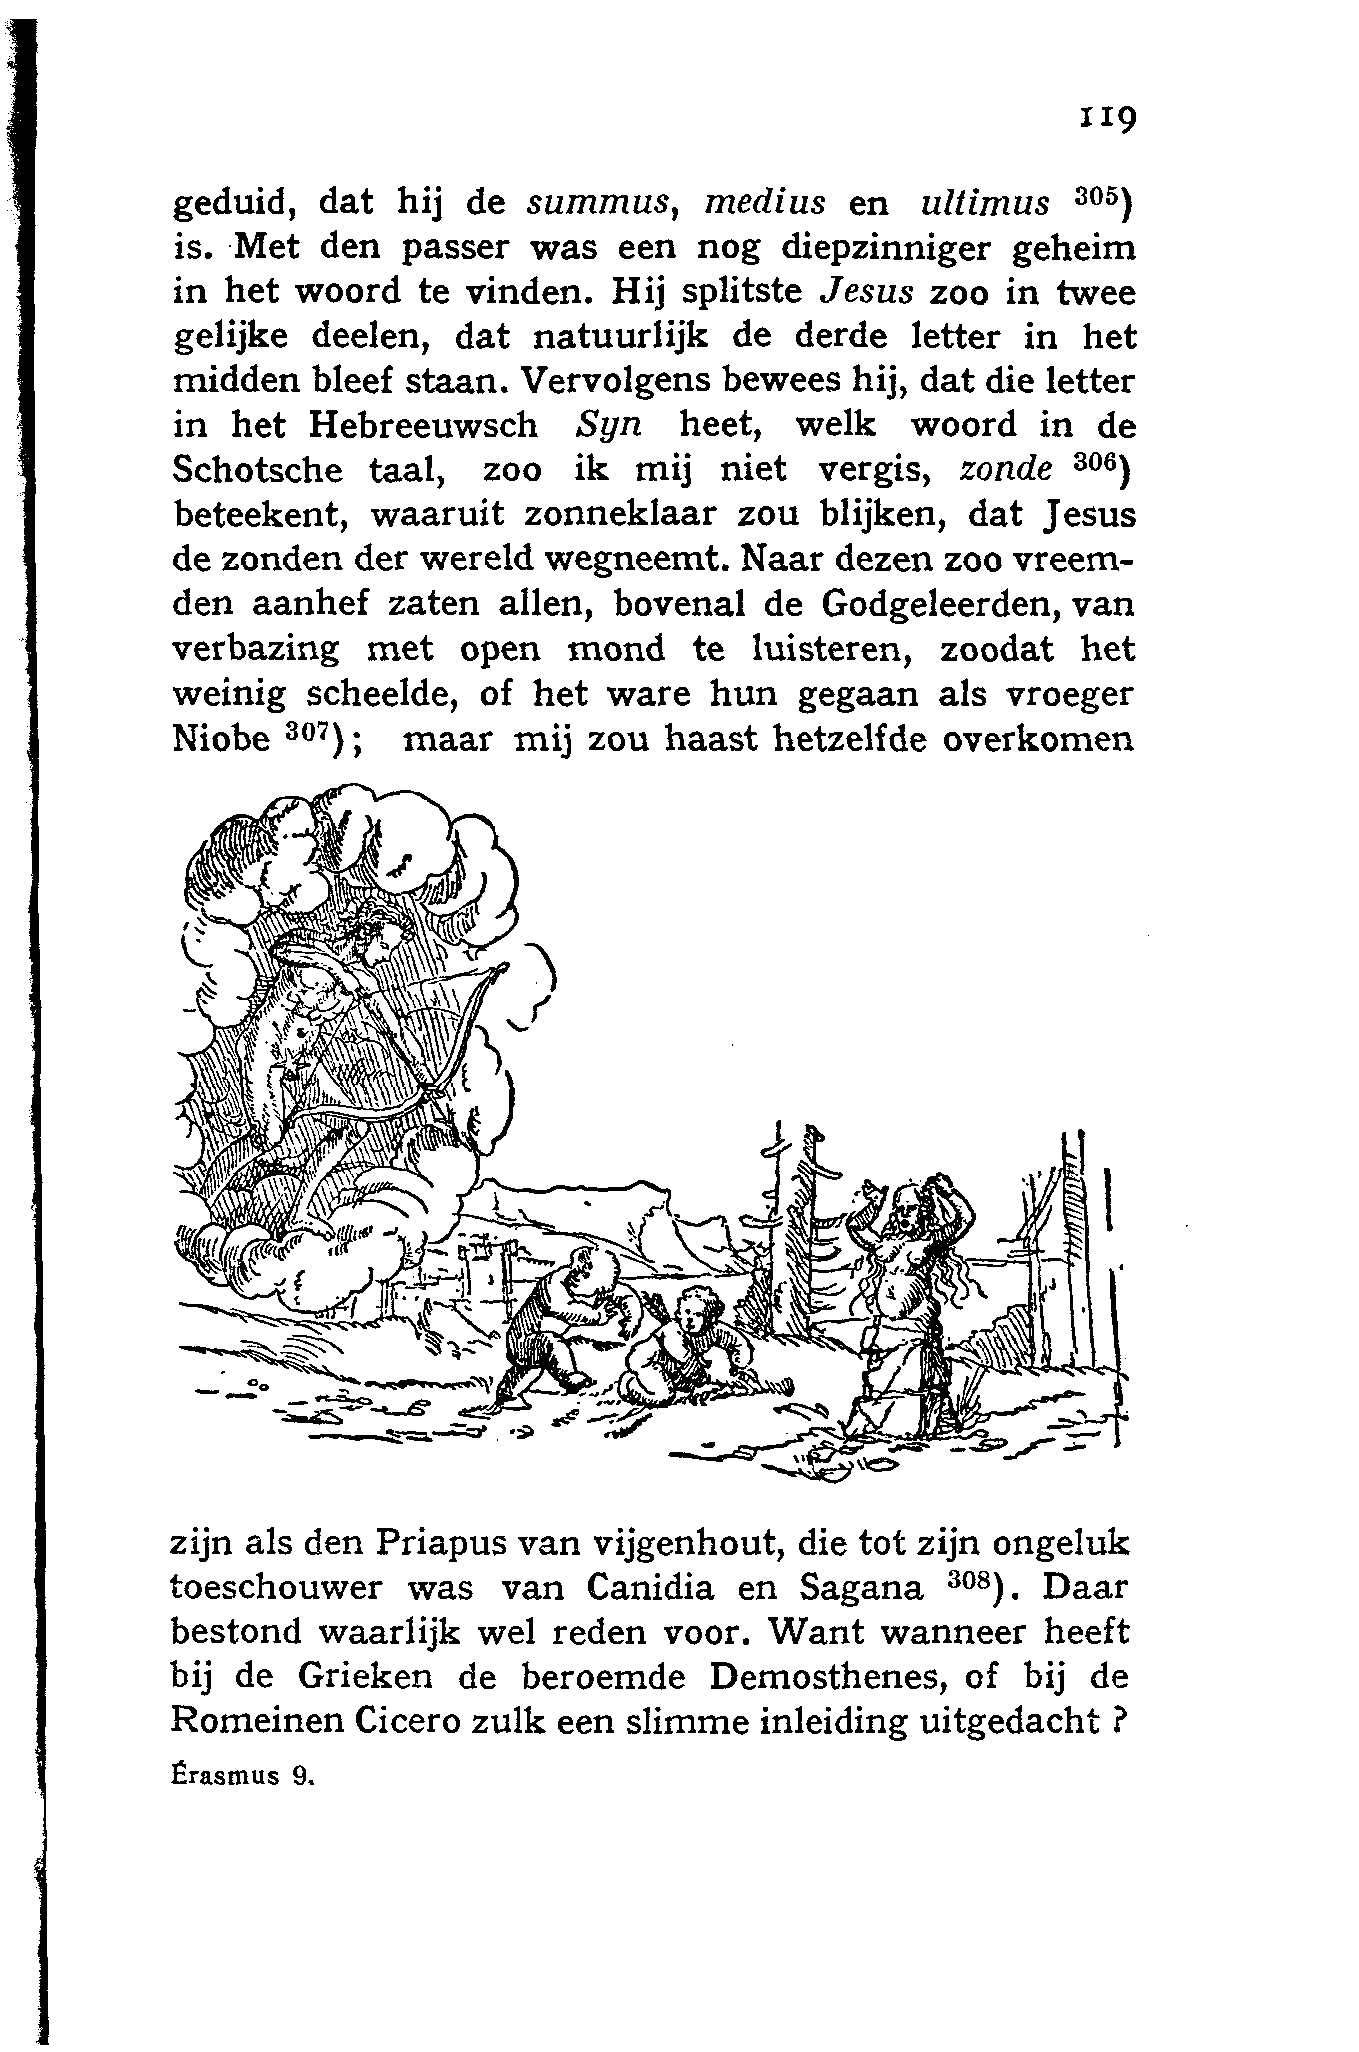 119
geduid, dat hij de summus, medius en ultimus 305)
is. Met den passer was een nog diepzinniger geheim
in het woord te vinden. Hij splitste Jesus zoo in twee
gelijke deelen, dat natuurlijk de derde letter in het
midden bleef staan. Vervolgens bewees hij, dat die letter
in het Hebreeuwsch Syn heet, welk woord in de
Schotsche taal, zoo ik mij niet vergis, zonde 306)
beteekent, waaruit zonneklaar zou blijken, dat Jesus
de zonden der wereld wegneemt. Naar dezen zoo vreem-
den aanhef zaten allen, bovenal de Godgeleerden, van
verbazing met open mond te luisteren, zoodat het
weinig scheelde, of het ware hun gegaan als vroeger
Niobe 307); maar mij zou haast hetzelfde overkomen
zijn als den Priapus van vijgenhout, die tot zijn ongeluk
toeschouwer was van Canidia en Sagana 308). Daar
bestond waarlijk wel reden voor. Want wanneer heeft
bij de Grieken de beroemde Demosthenes, of bij de
Romeinen Cicero zulk een slimme inleiding uitgedacht ?
Érasmus 9.